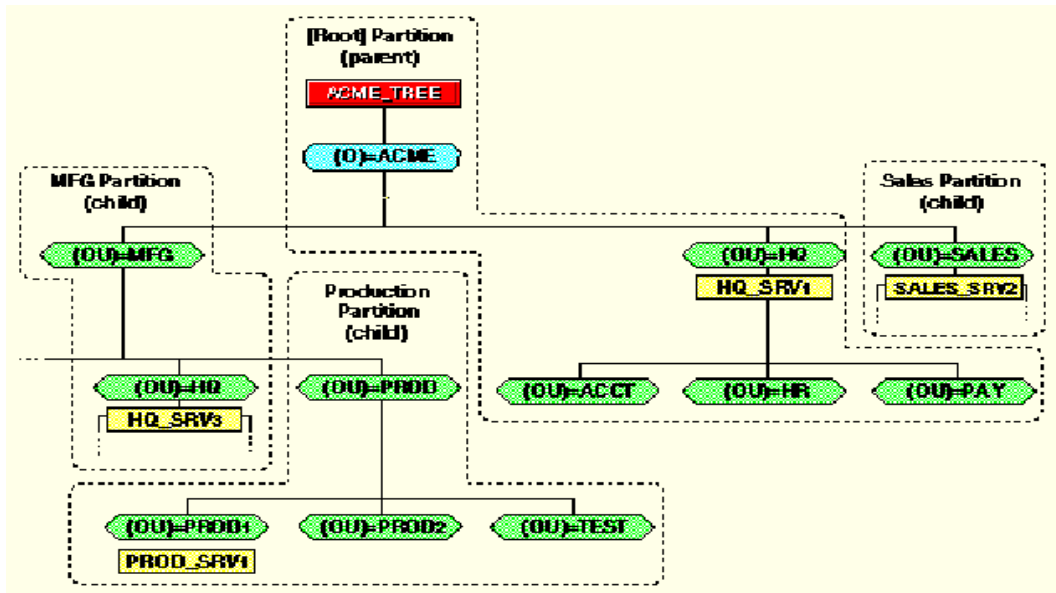 [Root] Partition
(parent)
ACME_TREE
(O)=ACME
MFG Partition
(child)
Sales Partition
(child)
(OU)=MFG
(OU)=HQ
(OU)=SALES
HQ_SRV1
SALES_SRV2
Production
Partition
(child)
(OU)=HQ
(OU)=PROD
(OU)=ACCT
(OU)=HR
(OU)=PAY
HQ_SRV3
(OU)=PROD1
(OU)=PROD2
(OU)=TEST
PROD_SRV1